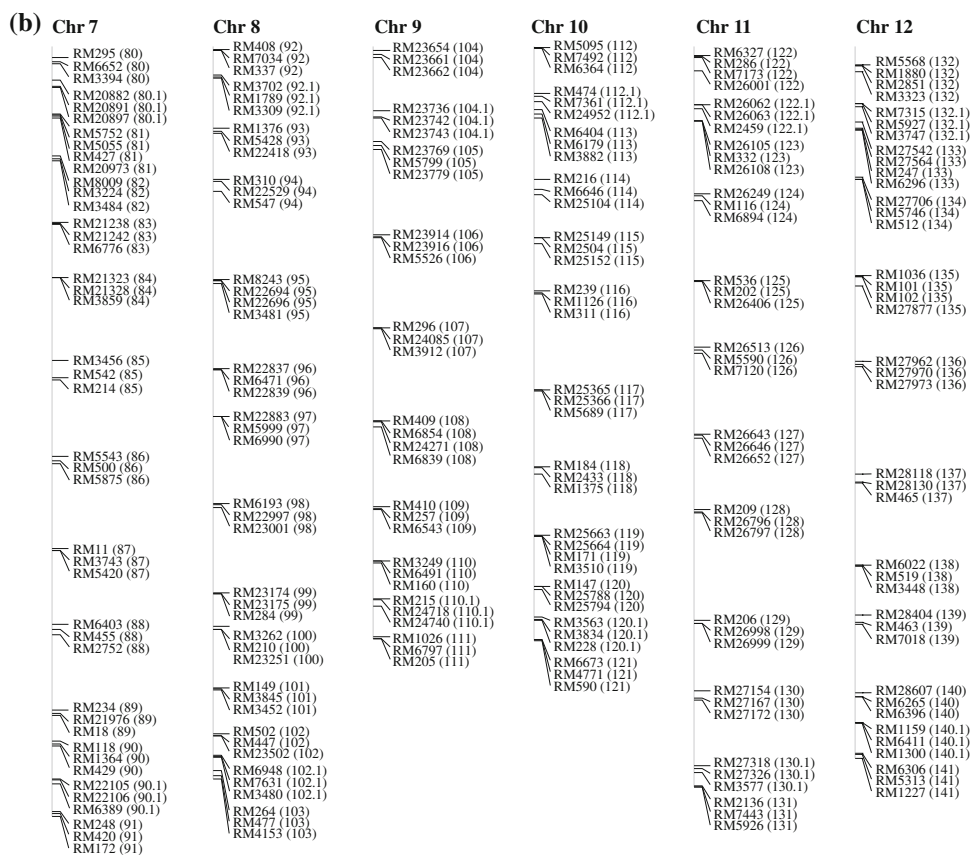 (b)
Chr 7
RM295 (80)
RM6652 (80)
RM3394 (80)
RM20882 (80.1)
RM20891 (80.1)
RM20897 (80.1)
RM5752 (81)
RM5055 (81)
RM427 (81)
RM20973 (81)
RM8009 (82)
RM3224 (82)
RM3484 (82)
RM21238 (83)
RM21242 (83)
RM6776 (83)
RM21323 (84)
RM21328 (84)
RM3859 (84)
RM3456 (85)
RM542 (85)
RM214 (85)
RM5543 (86)
RM500 (86)
RM5875 (86)
RM11 (87)
RM3743 (87)
RM5420 (87)
RM6403 (88)
RM455 (88)
RM2752 (88)
RM234 (89)
RM21976 (89)
RM18 (89)
RM118 (90)
RM1364 (90)
RM429 (90)
RM22105 (90.1)
RM22106 (90.1)
RM6389 (90.1)
RM248 (91)
RM420 (91)
RM172 (91)
Chr 8
RM408 (92)
RM7034 (92)
RM337 (92)
RM3702 (92.1)
RM1789 (92.1)
RM3309 (92.1)
RM1376 (93)
RM5428 (93)
RM22418 (93)
RM310 (94)
RM22529 (94)
RM547 (94)
RM8243 (95)
RM22694 (95)
RM22696 (95)
RM3481 (95)
RM22837 (96)
RM6471 (96)
RM22839 (96)
RM22883 (97)
RM5999 (97)
RM6990 (97)
RM6193 (98)
RM22997 (98)
RM23001 (98)
RM23174 (99)
RM23175 (99)
RM284 (99)
RM3262 (100)
RM210 (100)
RM23251 (100)
RM149 (101)
RM3845 (101)
RM3452 (101)
RM502 (102)
RM447 (102)
RM23502 (102)
RM6948 (102.1)
RM7631 (102.1)
RM3480 (102.1)
RM264 (103)
RM477 (103)
RM4153 (103)
Chr 9
RM23654 (104)
RM23661 (104)
RM23662 (104)
RM23736 (104.1)
RM23742 (104.1)
RM23743 (104.1)
RM23769 (105)
RM5799 (105)
RM23779 (105)
RM23914 (106)
RM23916 (106)
RM5526 (106)
RM296 (107)
RM24085 (107)
RM3912 (107)
RM409 (108)
RM6854 (108)
RM24271 (108)
RM6839 (108)
RM410 (109)
RM257 (109)
RM6543 (109)
RM3249 (110)
RM6491 (110)
RM160 (110)
RM215 (110.1)
RM24718 (110.1)
RM24740 (110.1)
RM1026 (111)
RM6797 (111)
RM205 (111)
Chr 10
RM5095 (112)
RM7492 (112)
RM6364 (112)
RM474 (112.1)
RM7361 (112.1)
RM24952 (112.1)
RM6404 (113)
RM6179 (113)
RM3882 (113)
RM216 (114)
RM6646 (114)
RM25104 (114)
RM25149 (115)
RM2504 (115)
RM25152 (115)
RM239 (116)
RM1126 (116)
RM311 (116)
RM25365 (117)
RM25366 (117)
RM5689 (117)
RM184 (118)
RM2433 (118)
RM1375 (118)
RM25663 (119)
RM25664 (119)
RM171 (119)
RM3510 (119)
RM147 (120)
RM25788 (120)
RM25794 (120)
RM3563 (120.1)
RM3834 (120.1)
RM228 (120.1)
RM6673 (121)
RM4771 (121)
RM590 (121)
Chr 11
RM6327 (122)
RM286 (122)
RM7173 (122)
RM26001 (122)
RM26062 (122.1)
RM26063 (122.1)
RM2459 (122.1)
RM26105 (123)
RM332 (123)
RM26108 (123)
RM26249 (124)
RM116 (124)
RM6894 (124)
RM536 (125)
RM202 (125)
RM26406 (125)
RM26513 (126)
RM5590 (126)
RM7120 (126)
RM26643 (127)
RM26646 (127)
RM26652 (127)
RM209 (128)
RM26796 (128)
RM26797 (128)
RM206 (129)
RM26998 (129)
RM26999 (129)
RM27154 (130)
RM27167 (130)
RM27172 (130)
RM27318 (130.1)
RM27326 (130.1)
RM3577 (130.1)
RM2136 (131)
RM7443 (131)
RM5926 (131)
Chr 12
RM5568 (132)
RM1880 (132)
RM2851 (132)
RM3323 (132)
RM7315 (132.1)
RM5927 (132.1)
RM3747 (132.1)
RM27542 (133)
RM27564 (133)
RM247 (133)
RM6296 (133)
RM27706 (134)
RM5746 (134)
RM512 (134)
RM1036 (135)
RM101 (135)
RM102 (135)
RM27877 (135)
RM27962 (136)
RM27970 (136)
RM27973 (136)
RM28118 (137)
RM28130 (137)
RM465 (137)
RM6022 (138)
RM519 (138)
RM3448 (138)
RM28404 (139)
RM463 (139)
RM7018 (139)
RM28607 (140)
RM6265 (140)
RM6396 (140)
RM1159 (140.1)
RM6411 (140.1)
RM1300 (140.1)
RM6306 (141)
RM5313 (141)
RM1227 (141)